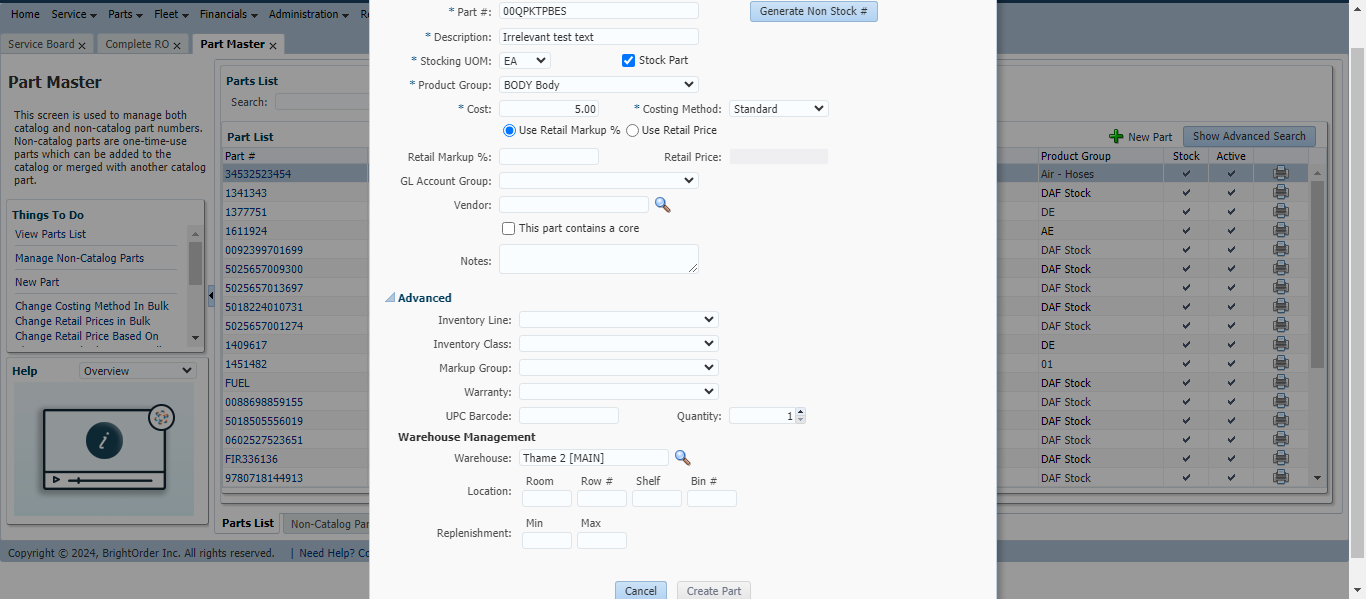 Home Service Parts Fleet Financials Administration Re
Service Board x Complete RO x Part Master x
Part Master
This screen is used to manage both
catalog and non-catalog part numbers.
Non-catalog parts are one-time-use
parts which can be added to the
catalog or merged with another catalog
part.
Things To Do
View Parts List
Manage Non-Catalog Parts
New Part
Change Costing Method In Bulk
Change Retail Prices in Bulk
Change Retail Price Based On
Help Overview
Parts List
Search:
Part List
Part #
34532523454
1341343
1377751
1611924
0092399701699
5025657009300
5025657013697
5018224010731
5025657001274
1409617
1451482
FUEL
0088698859155
5018505556019
0602527523651
FIR336136
9780718144913
Parts List Non-Catalog Par
* Part #: 00QPKTPBES Generate Non Stock #
* Description: Irrelevant test text
* Stocking UOM: EA Stock Part
* Product Group: BODY Body
* Cost: 5.00 * Costing Method: Standard
Use Retail Markup % Use Retail Price
Retail Markup %: Retail Price:
GL Account Group:
Vendor:
This part contains a core
Notes:
Advanced
Inventory Line:
Inventory Class:
Markup Group:
Warranty:
UPC Barcode: Quantity: 1
Warehouse Management
Warehouse: Thame 2 [MAIN]
Room Row # Shelf Bin #
Location:
Min Max
Replenishment:
Cancel Create Part
New Part Show Advanced Search
Product Group Stock Active
Air - Hoses
DAF Stock
DE
AE
DAF Stock
DAF Stock
DAF Stock
DAF Stock
DAF Stock
DE
01
DAF Stock
DAF Stock
DAF Stock
DAF Stock
DAF Stock
DAF Stock
Copyright © 2024, BrightOrder Inc. All rights reserved. | Need Help? Co